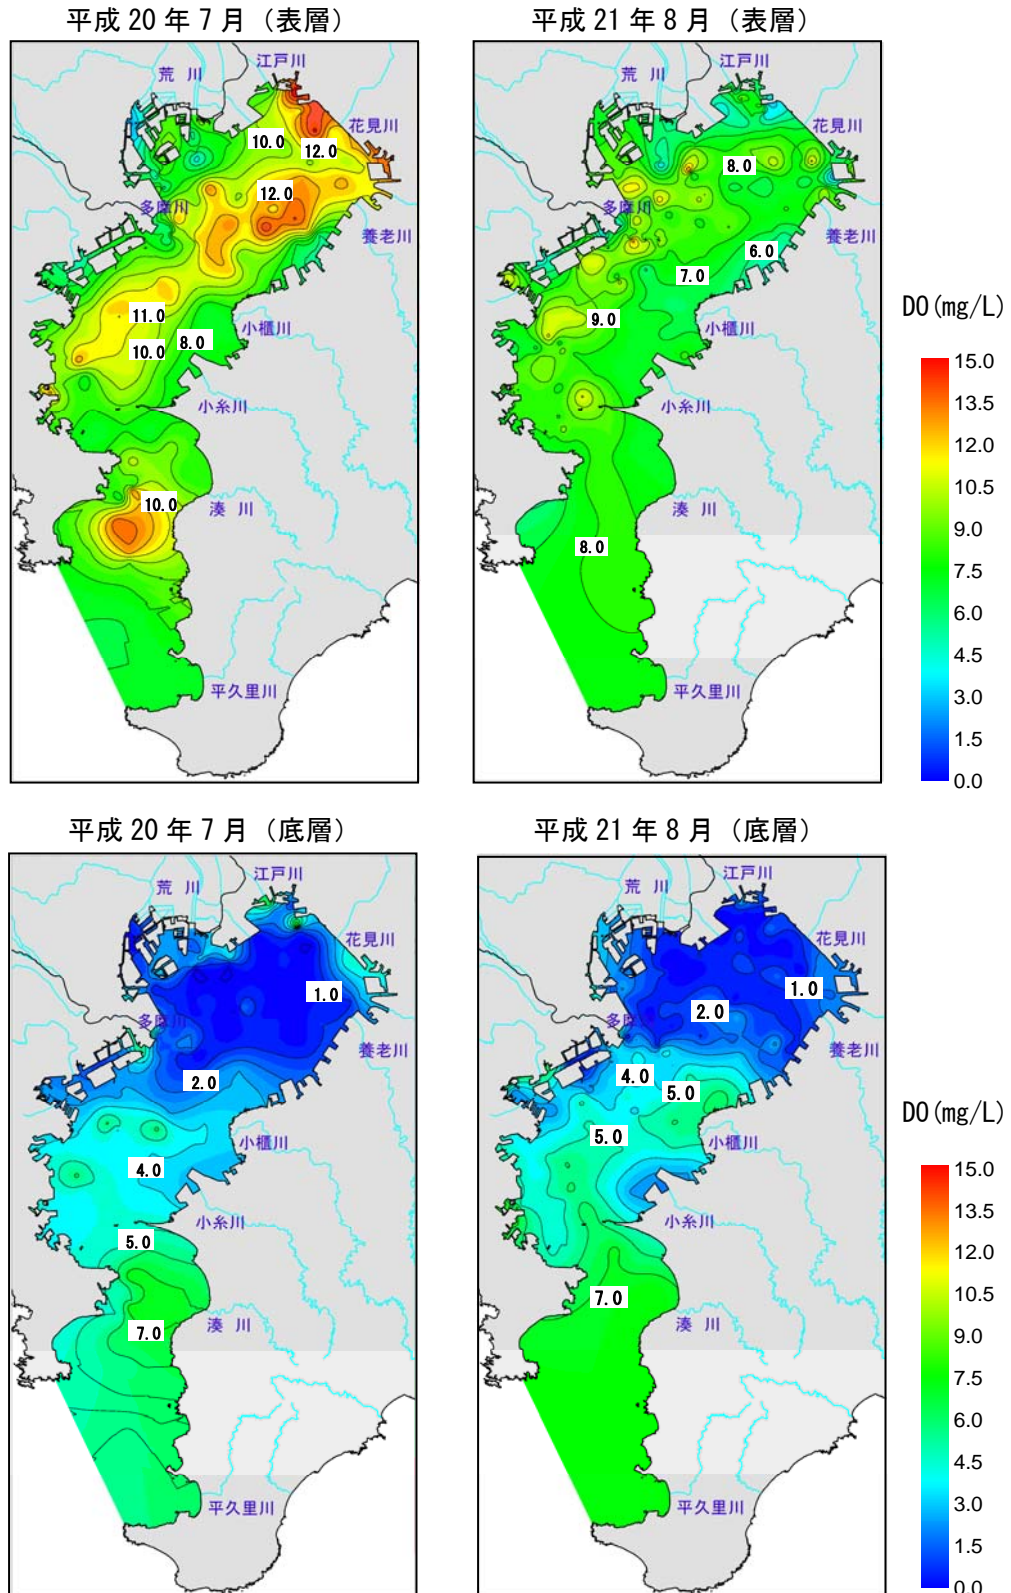 平成 20 年 7 月（表層）
平成 21 年 8 月（表層）
荒 川
江戸川
花見川
10.0
12.0
12.0
多摩川
養老川
11.0
10.0
8.0
小櫃川
小糸川
10.0
湊 川
平久里川
荒 川
江戸川
花見川
8.0
多摩川
養老川
6.0
7.0
9.0
小櫃川
小糸川
湊 川
8.0
平久里川
DO(mg/L)
15.0
13.5
12.0
10.5
9.0
7.5
6.0
4.5
3.0
1.5
0.0
平成 20 年 7 月（底層）
平成 21 年 8 月（底層）
荒 川
江戸川
花見川
1.0
多摩川
養老川
2.0
小櫃川
4.0
小糸川
5.0
湊 川
7.0
平久里川
荒 川
江戸川
花見川
1.0
2.0
多摩川
養老川
4.0
5.0
5.0
小櫃川
小糸川
7.0
湊 川
平久里川
DO(mg/L)
15.0
13.5
12.0
10.5
9.0
7.5
6.0
4.5
3.0
1.5
0.0